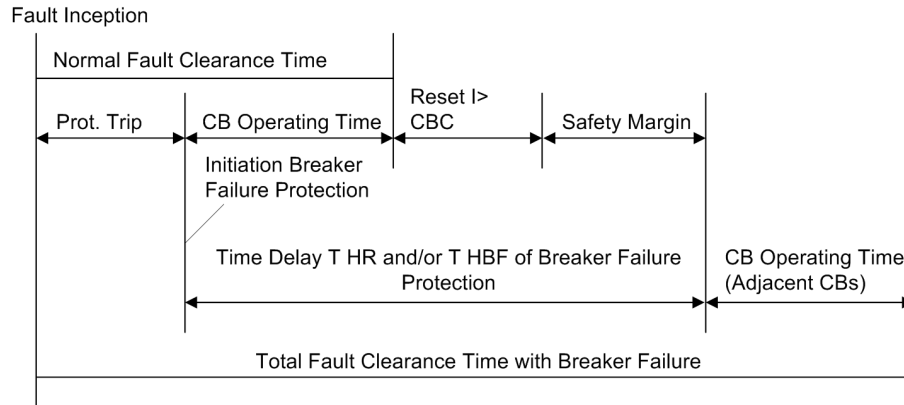 Fault Inception
Normal Fault Clearance Time
Prot. Trip
CB Operating Time
Reset I>
CBC
Safety Margin
Initiation Breaker
Failure Protection
Time Delay T HR and/or T HBF of Breaker Failure
Protection
CB Operating Time
(Adjacent CBs)
Total Fault Clearance Time with Breaker Failure